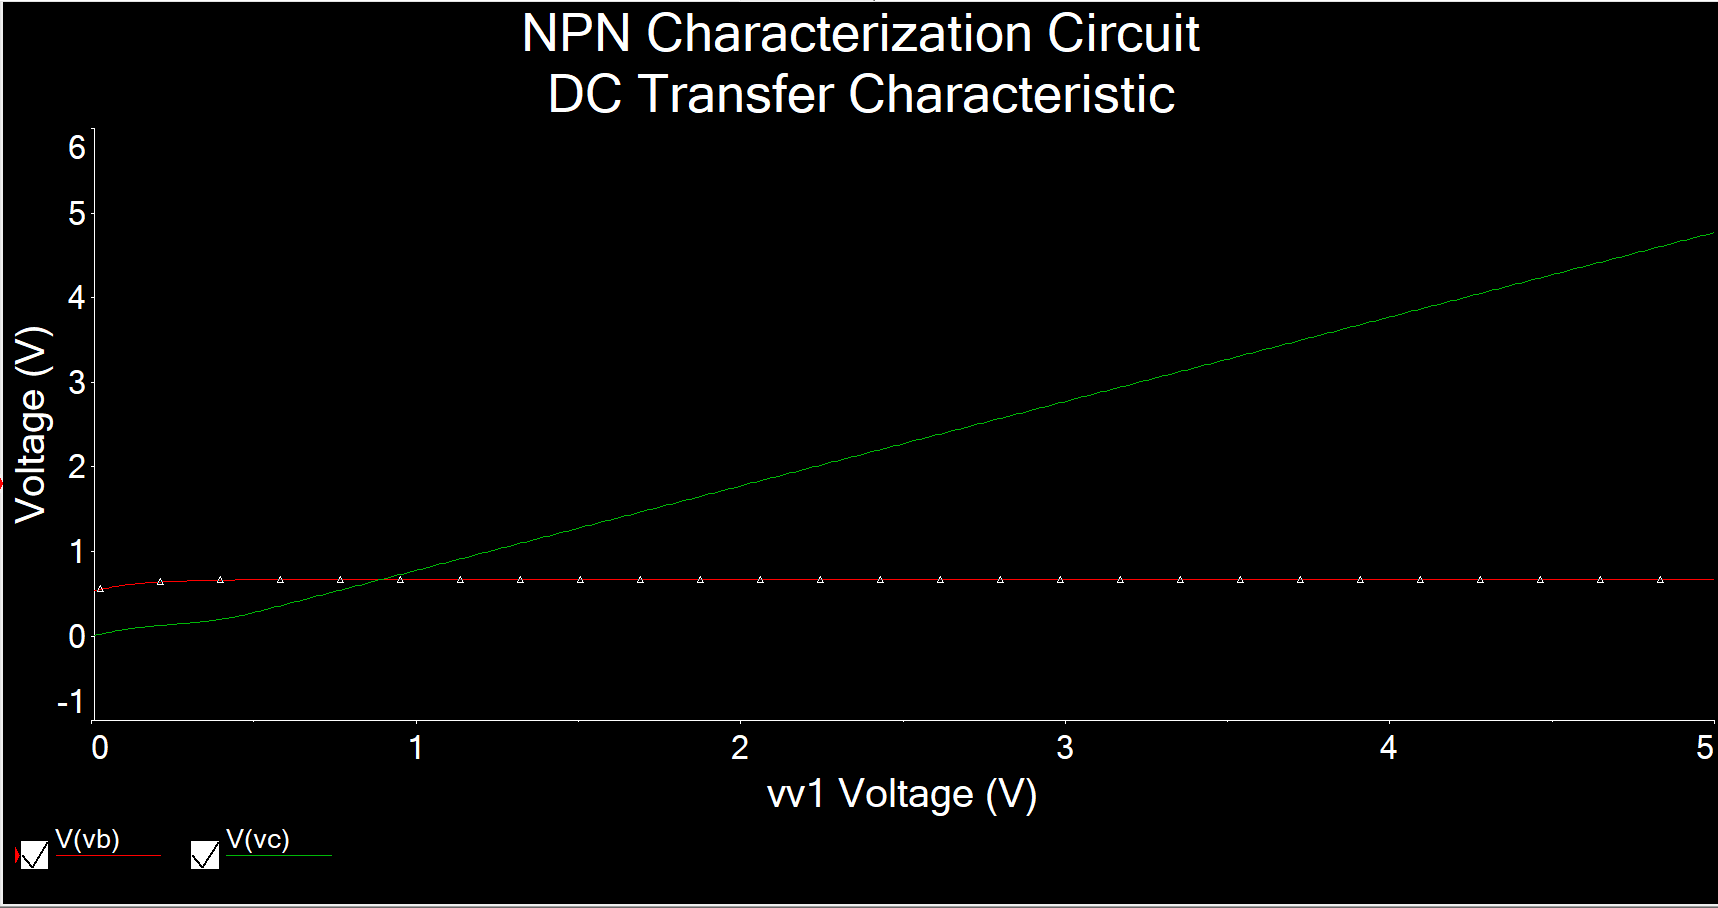 NPN Characterization Circuit
DC Transfer Characteristic
6
5
4
3
2
1
0
-1
Voltage (V)
0 1 2 3 4 5
vv1 Voltage (V)
V(vb) V(vc)